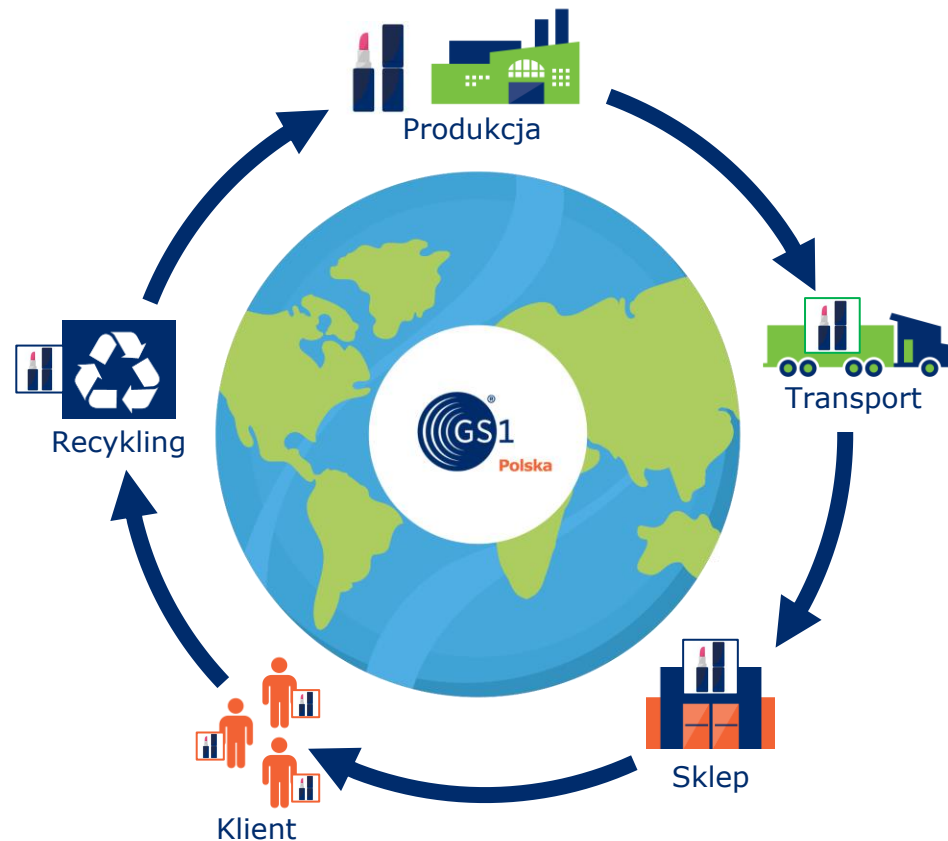 Produkcja
Transport
Recykling
GS1
®
Polska
Sklep
Klient